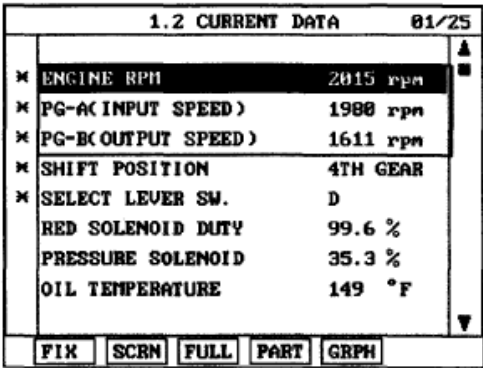 1.2 CURRENT DATA 01/25
* ENGINE RPM 2015 rpm
* PG-A(INPUT SPEED) 1980 rpm
* PG-B(OUTPUT SPEED) 1611 rpm
* SHIFT POSITION 4TH GEAR
* SELECT LEVER SW. D
RED SOLENOID DUTY 99.6 %
PRESSURE SOLENOID 35.3 %
OIL TEMPERATURE 149 °F
FIX SCRN FULL PART GRPH